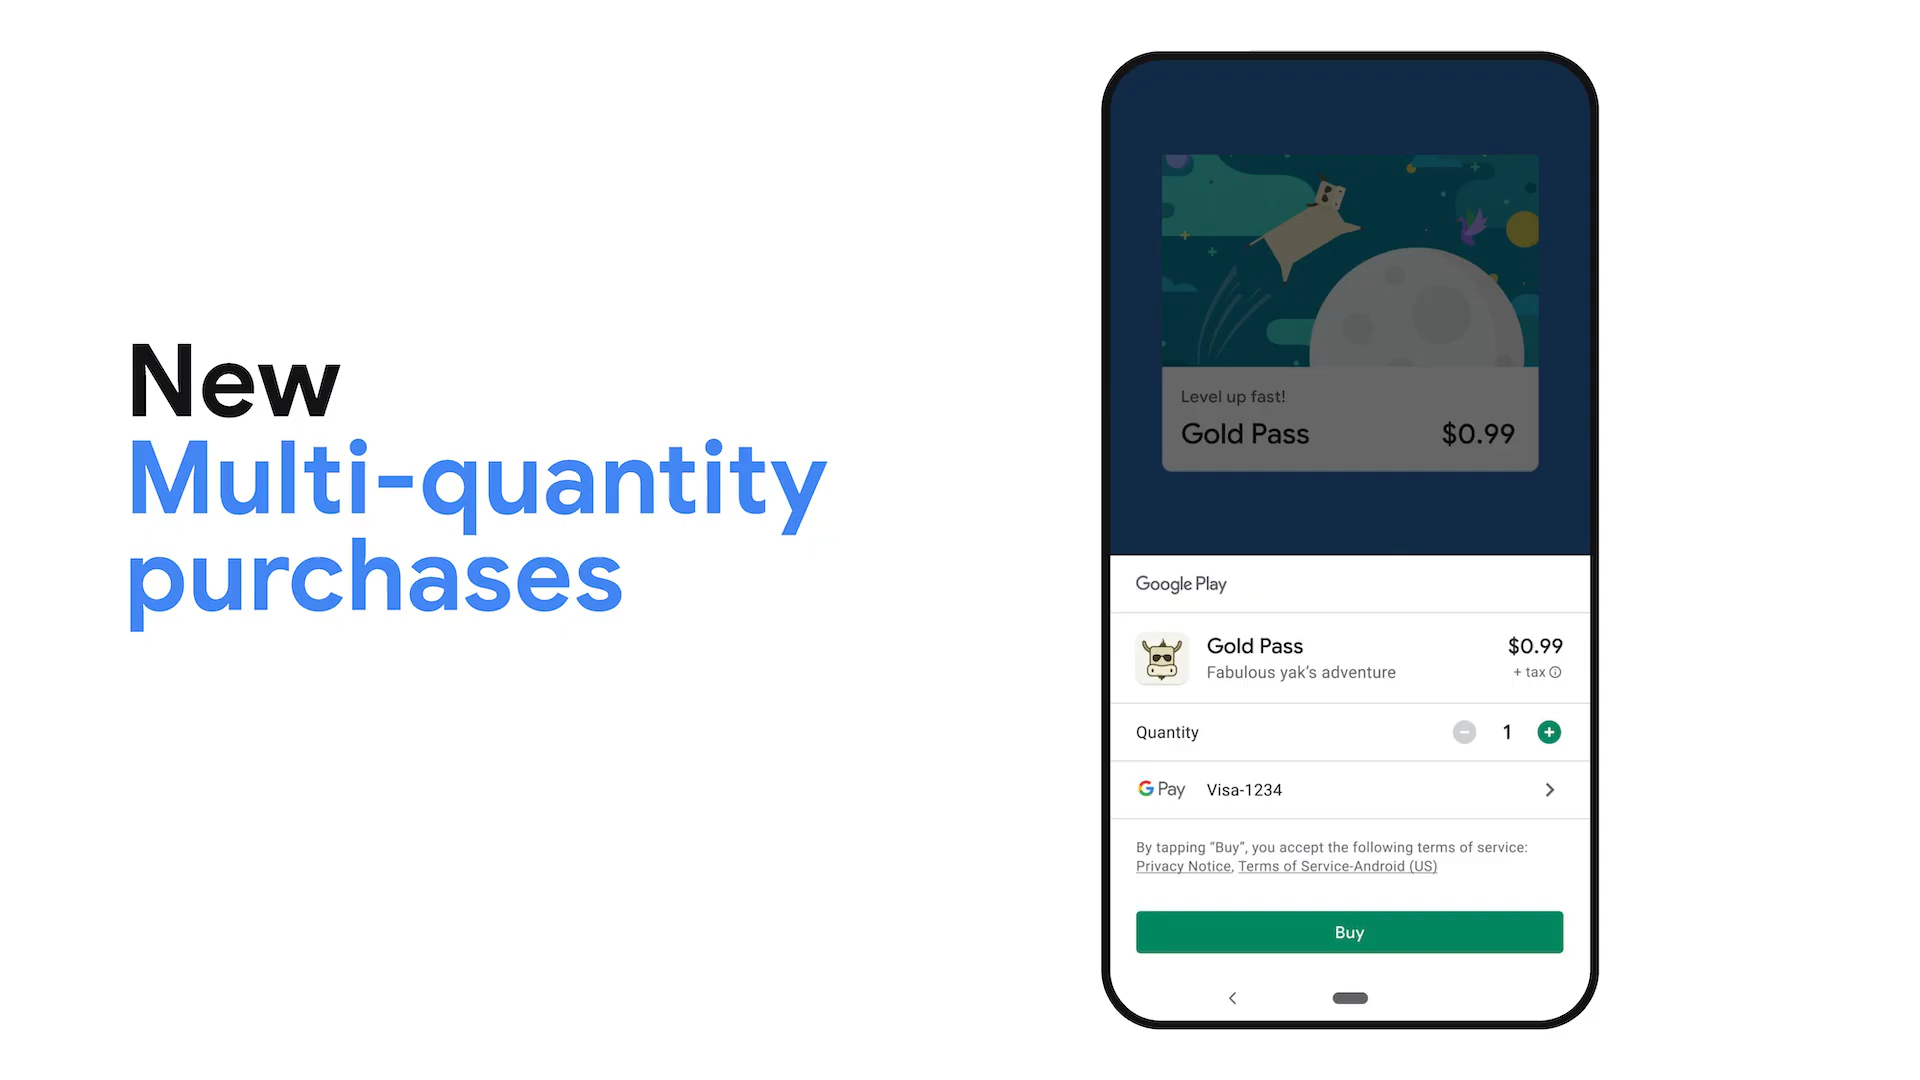 New
Multi-quantity
purchases
Level up fast!
Gold Pass $0.99
Google Play
Gold Pass $0.99
Fabulous yak’s adventure + tax
Quantity 1
G Pay Visa-1234
By tapping “Buy”, you accept the following terms of service:
Privacy Notice, Terms of Service-Android (US)
Buy